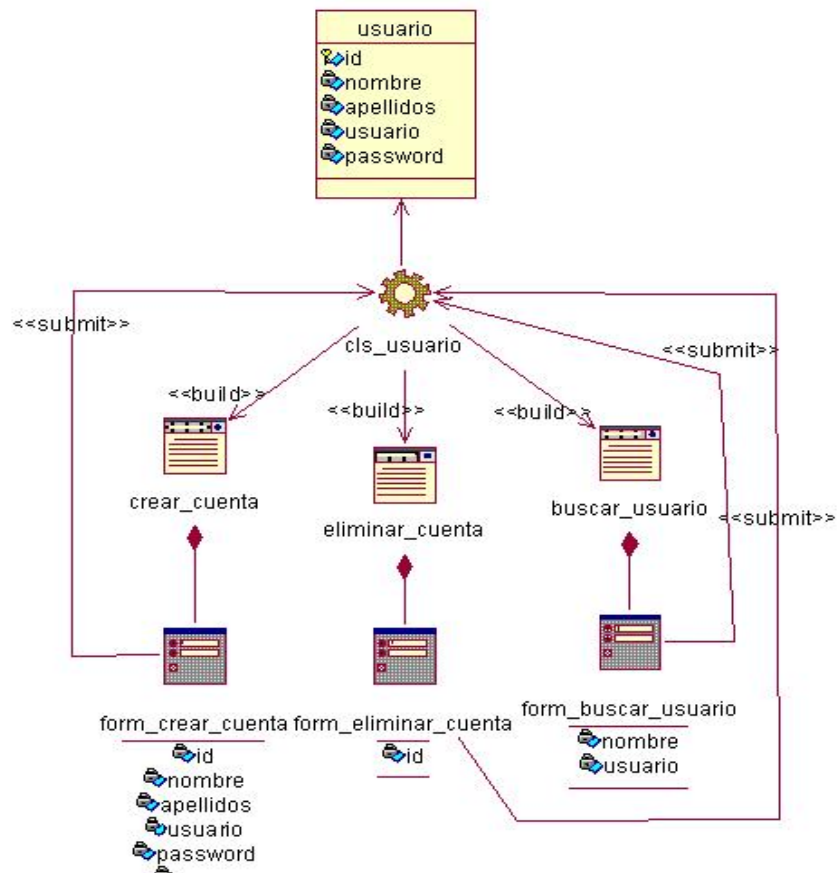 usuario
id
nombre
apellidos
usuario
password
<<submit>>
cls_usuario
<<submit>>
<<build>>
<<build>>
<<build>>
crear_cuenta
eliminar_cuenta
buscar_usuario
<<submit>>
form_crear_cuenta
id
nombre
apellidos
usuario
password
form_eliminar_cuenta
id
form_buscar_usuario
nombre
usuario